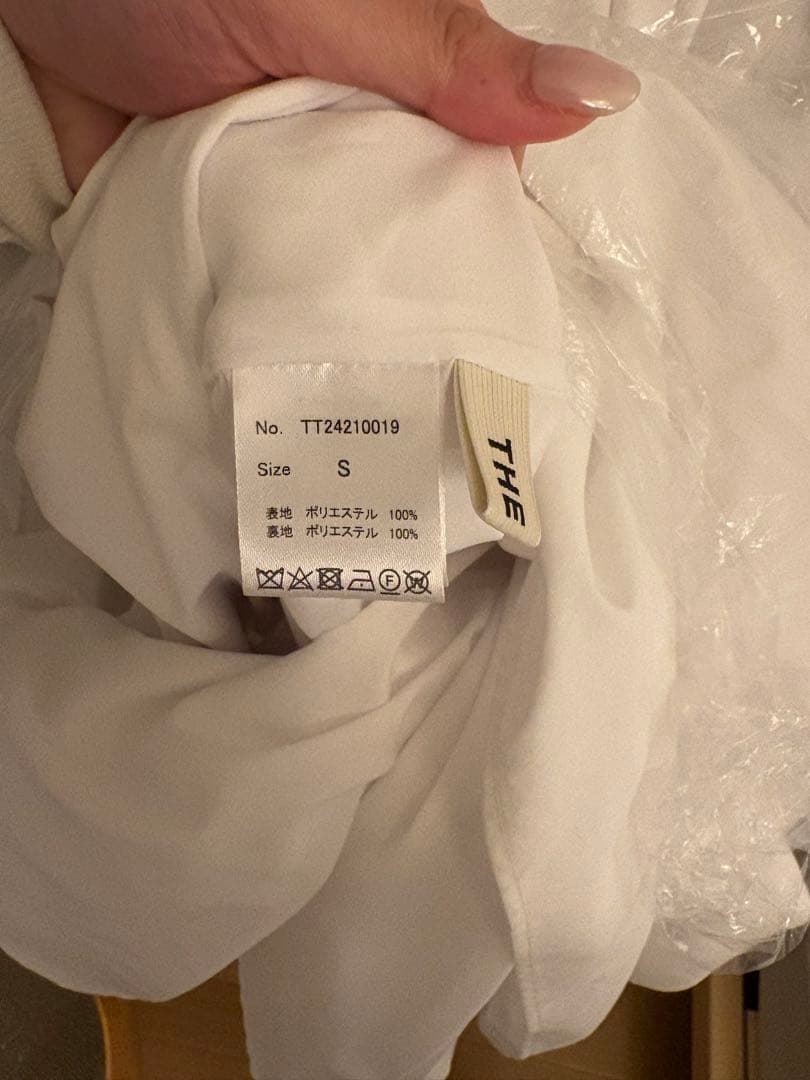 No. TT24210019
Size S
表地 ポリエステル 100%
裏地 ポリエステル 100%
F W
THE